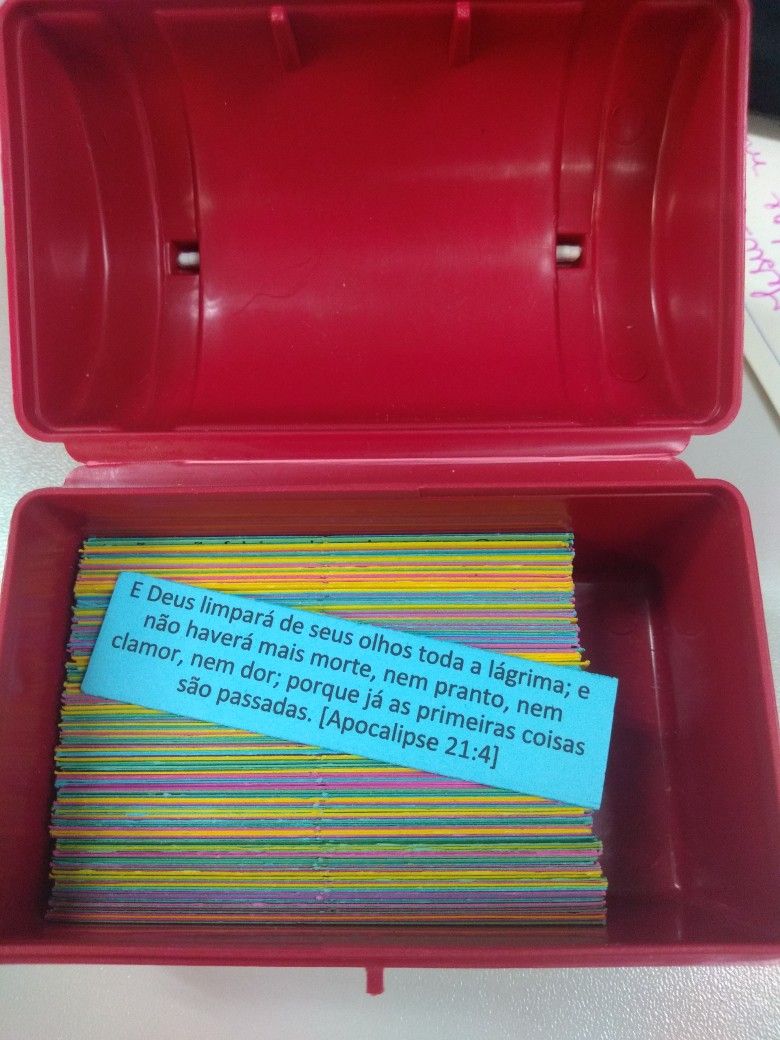 E Deus limpará de seus olhos toda a lágrima; e
não haverá mais morte, nem pranto, nem
clamor, nem dor; porque já as primeiras coisas
são passadas. [Apocalipse 21:4]